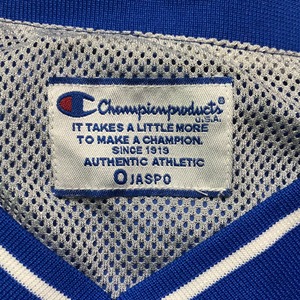 Championproducts
U.S.A.
IT TAKES A LITTLE MORE
TO MAKE A CHAMPION.
SINCE 1919
AUTHENTIC ATHLETIC
O JASPO